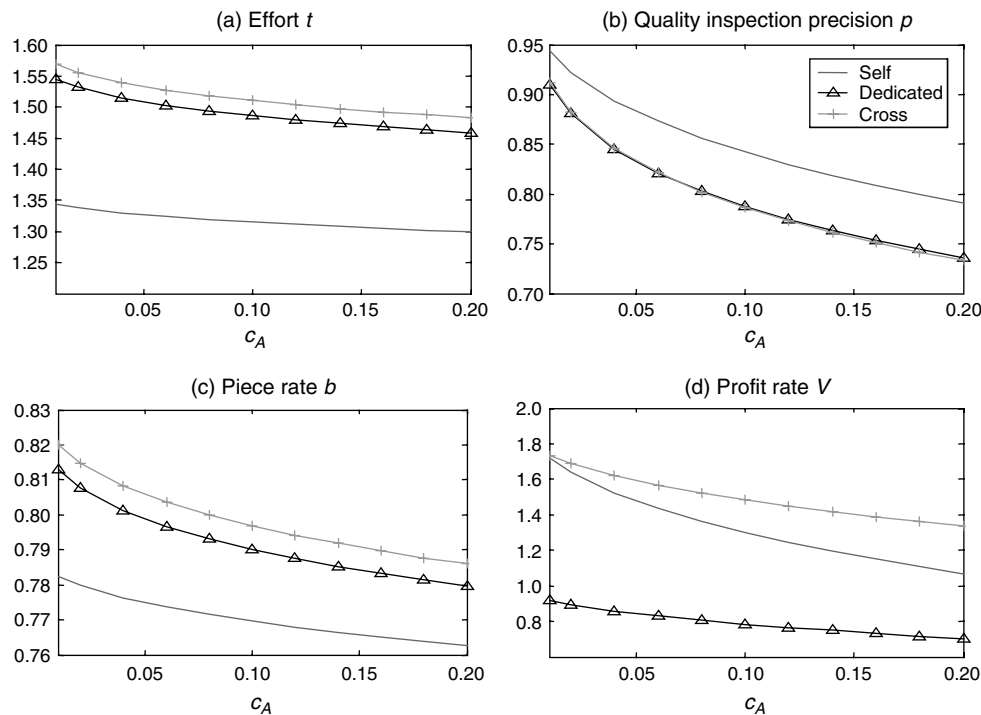 (a) Effort t
1.60
1.55
1.50
1.45
1.40
1.35
1.30
1.25
0.05 0.10 0.15 0.20
c_A
(b) Quality inspection precision p
0.95
0.90
0.85
0.80
0.75
0.70
0.05 0.10 0.15 0.20
c_A
Self
Dedicated
Cross
(c) Piece rate b
0.83
0.82
0.81
0.80
0.79
0.78
0.77
0.76
0.05 0.10 0.15 0.20
c_A
(d) Profit rate V
2.0
1.8
1.6
1.4
1.2
1.0
0.8
0.05 0.10 0.15 0.20
c_A